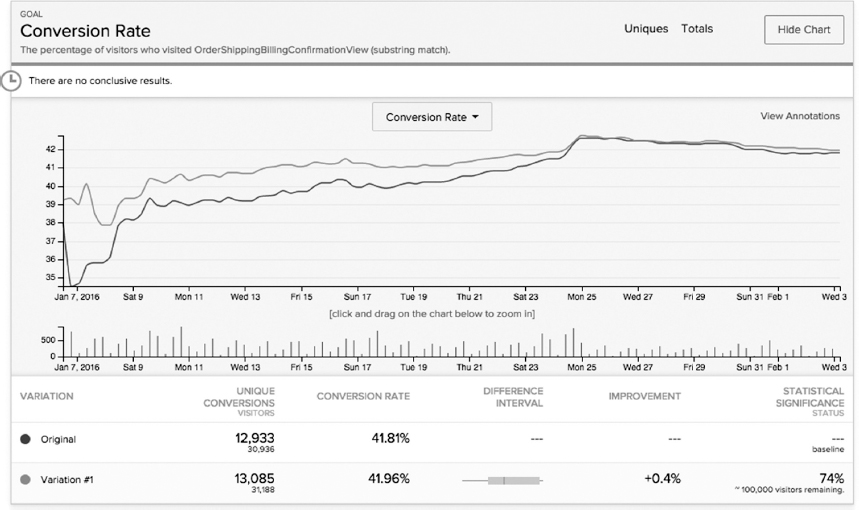 GOAL
Conversion Rate
Uniques Totals
Hide Chart
The percentage of visitors who visited OrderShippingBillingConfirmationView (substring match).
There are no conclusive results.
Conversion Rate
View Annotations
42
41
40
39
38
37
36
35
Jan 7, 2016 Sat 9 Mon 11 Wed 13 Fri 15 Sun 17 Tue 19 Thu 21 Sat 23 Mon 25 Wed 27 Fri 29 Sun 31 Feb 1 Wed 3
[click and drag on the chart below to zoom in]
500
0
Jan 7, 2016 Sat 9 Mon 11 Wed 13 Fri 15 Sun 17 Tue 19 Thu 21 Sat 23 Mon 25 Wed 27 Fri 29 Sun 31 Feb 1 Wed 3
VARIATION
UNIQUE
CONVERSIONS
VISITORS
CONVERSION RATE
DIFFERENCE
INTERVAL
IMPROVEMENT
STATISTICAL
SIGNIFICANCE
STATUS
Original 12,933 41.81% --- --- ---
30,936 baseline
Variation #1 13,085 41.96% +0.4% 74%
31,188 ~ 100,000 visitors remaining.